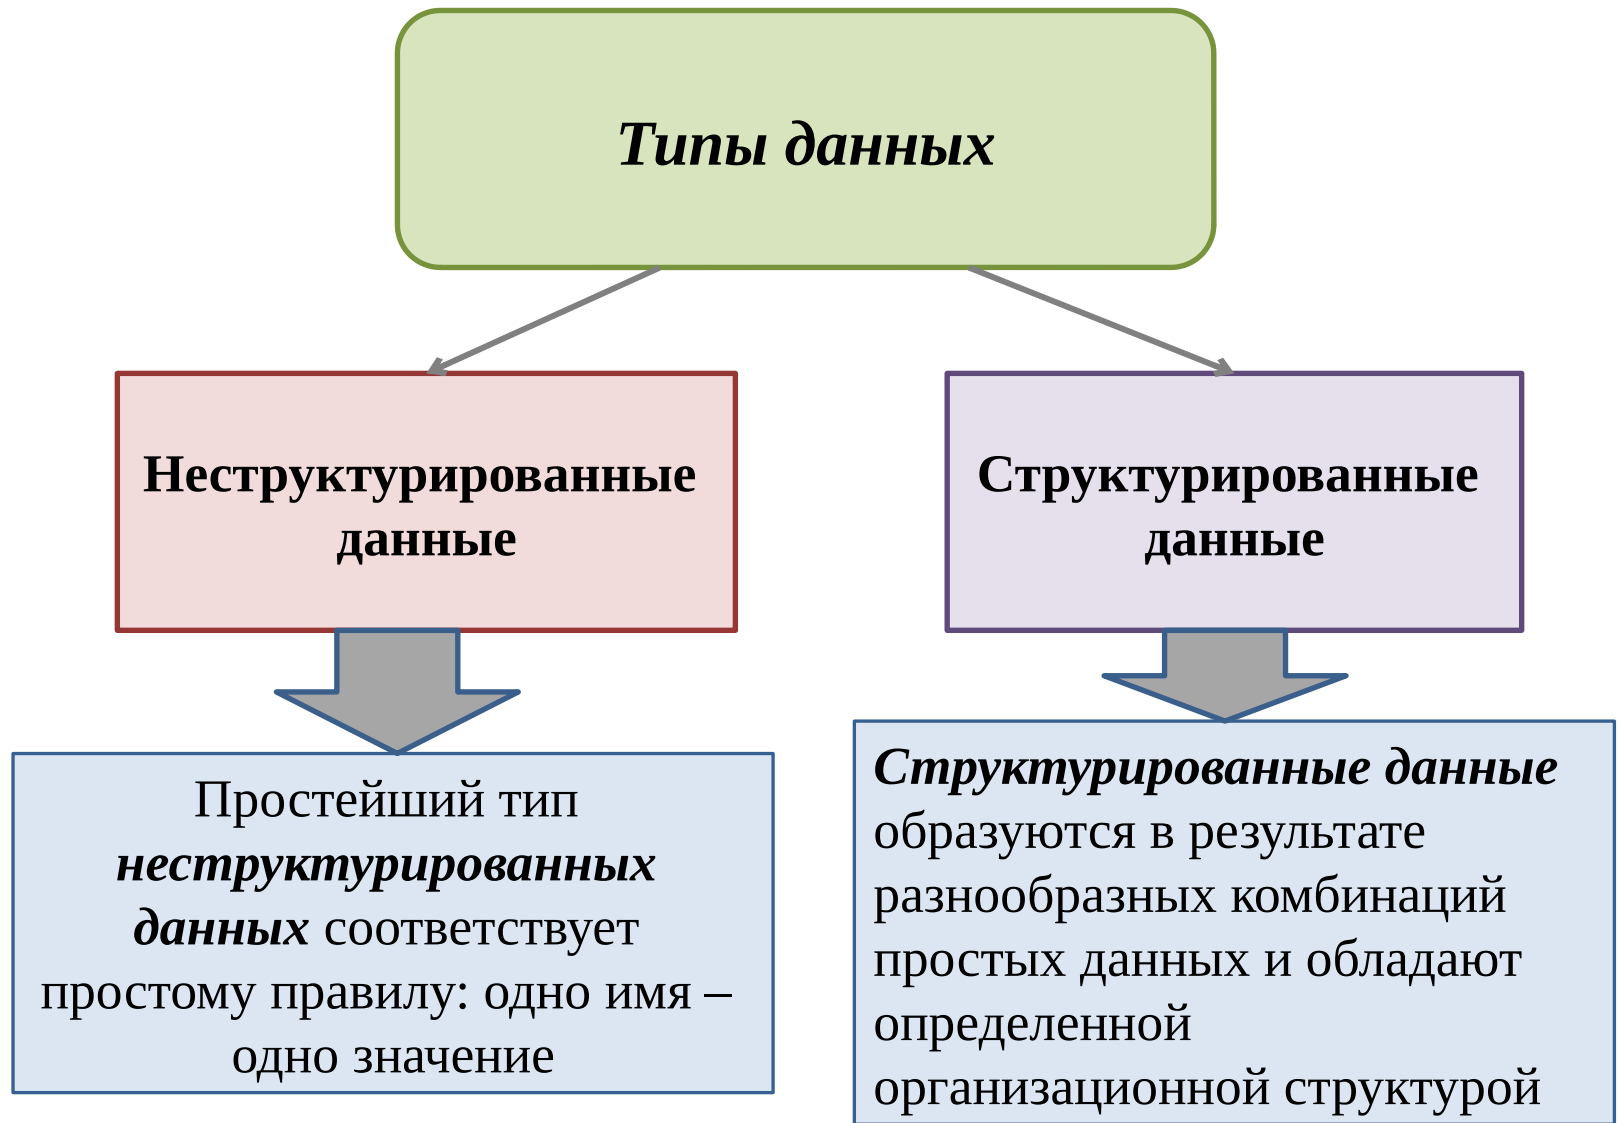 Типы данных
Неструктурированные
данные
Структурированные
данные
Простейший тип
неструктурированных
данных соответствует
простому правилу: одно имя –
одно значение
Структурированные данные
образуются в результате
разнообразных комбинаций
простых данных и обладают
определенной
организационной структурой